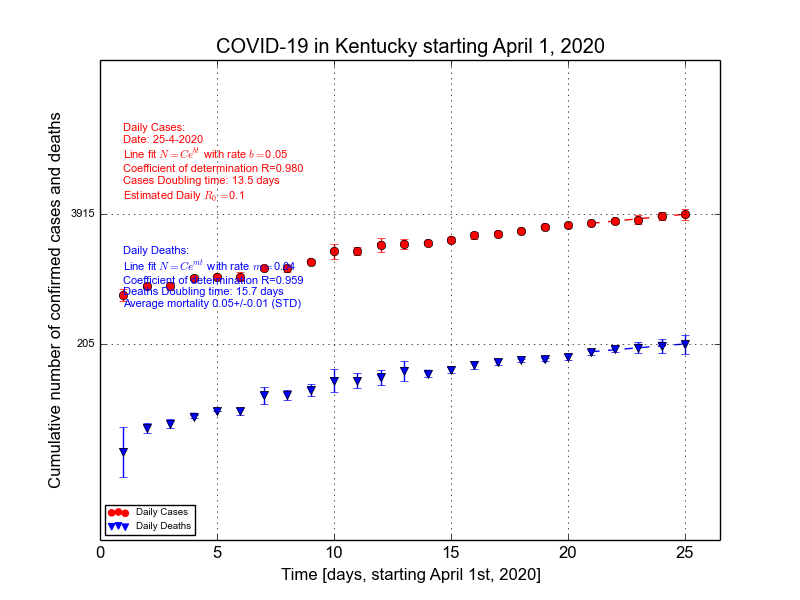 COVID-19 in Kentucky starting April 1, 2020
Cumulative number of confirmed cases and deaths
Daily Cases:
Date: 25-4-2020
Line fit N = Ce^{bt} with rate b =0.05
Coefficient of determination R=0.980
Cases Doubling time: 13.5 days
Estimated Daily R_0 =0.1
3915
Daily Deaths:
Line fit N = Ce^{mt} with rate m =0.04
Coefficient of determination R=0.959
Deaths Doubling time: 15.7 days
Average mortality 0.05+/-0.01 (STD)
205
Daily Cases
Daily Deaths
0 5 10 15 20 25
Time [days, starting April 1st, 2020]